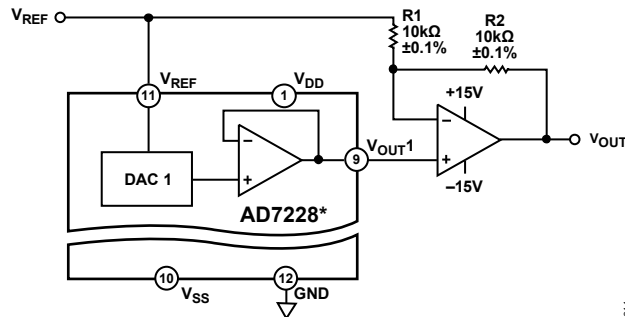 VREF
R1
10kΩ
±0.1%
R2
10kΩ
±0.1%
VREF
11
VDD
1
+15V
−
−
DAC 1
+
VOUT1
9
+
VOUT
−15V
AD7228*
10
VSS
12
GND